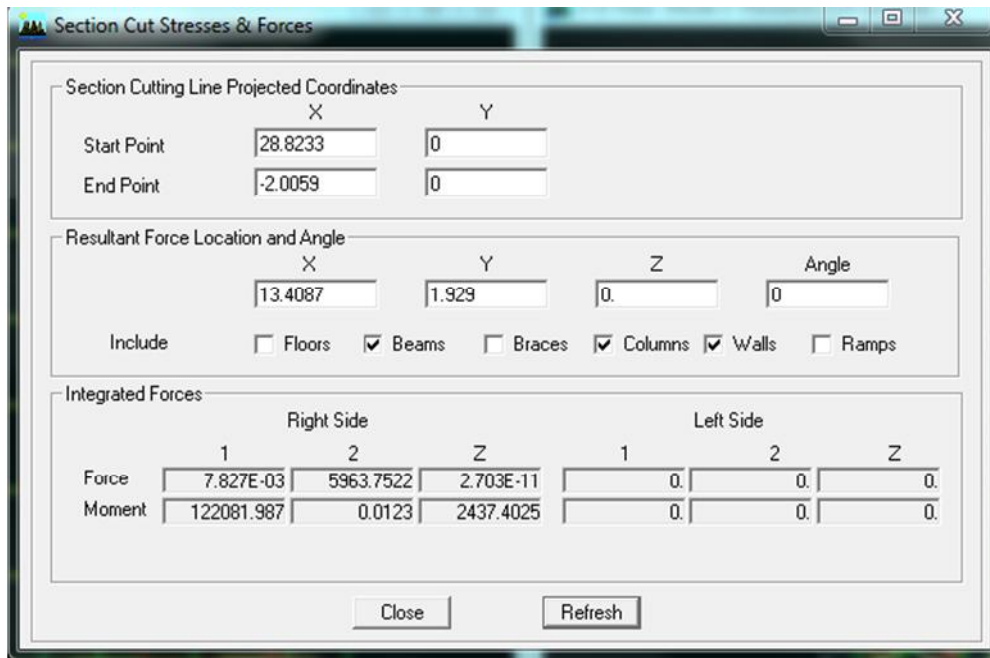 Section Cut Stresses & Forces
Section Cutting Line Projected Coordinates
X Y
Start Point 28.8233 0
End Point -2.0059 0
Resultant Force Location and Angle
X Y Z Angle
13.4087 1.929 0. 0
Include Floors Beams Braces Columns Walls Ramps
Integrated Forces
Right Side Left Side
1 2 Z 1 2 Z
Force 7.827E-03 5963.7522 2.703E-11 0. 0. 0.
Moment 122081.987 0.0123 2437.4025 0. 0. 0.
Close Refresh